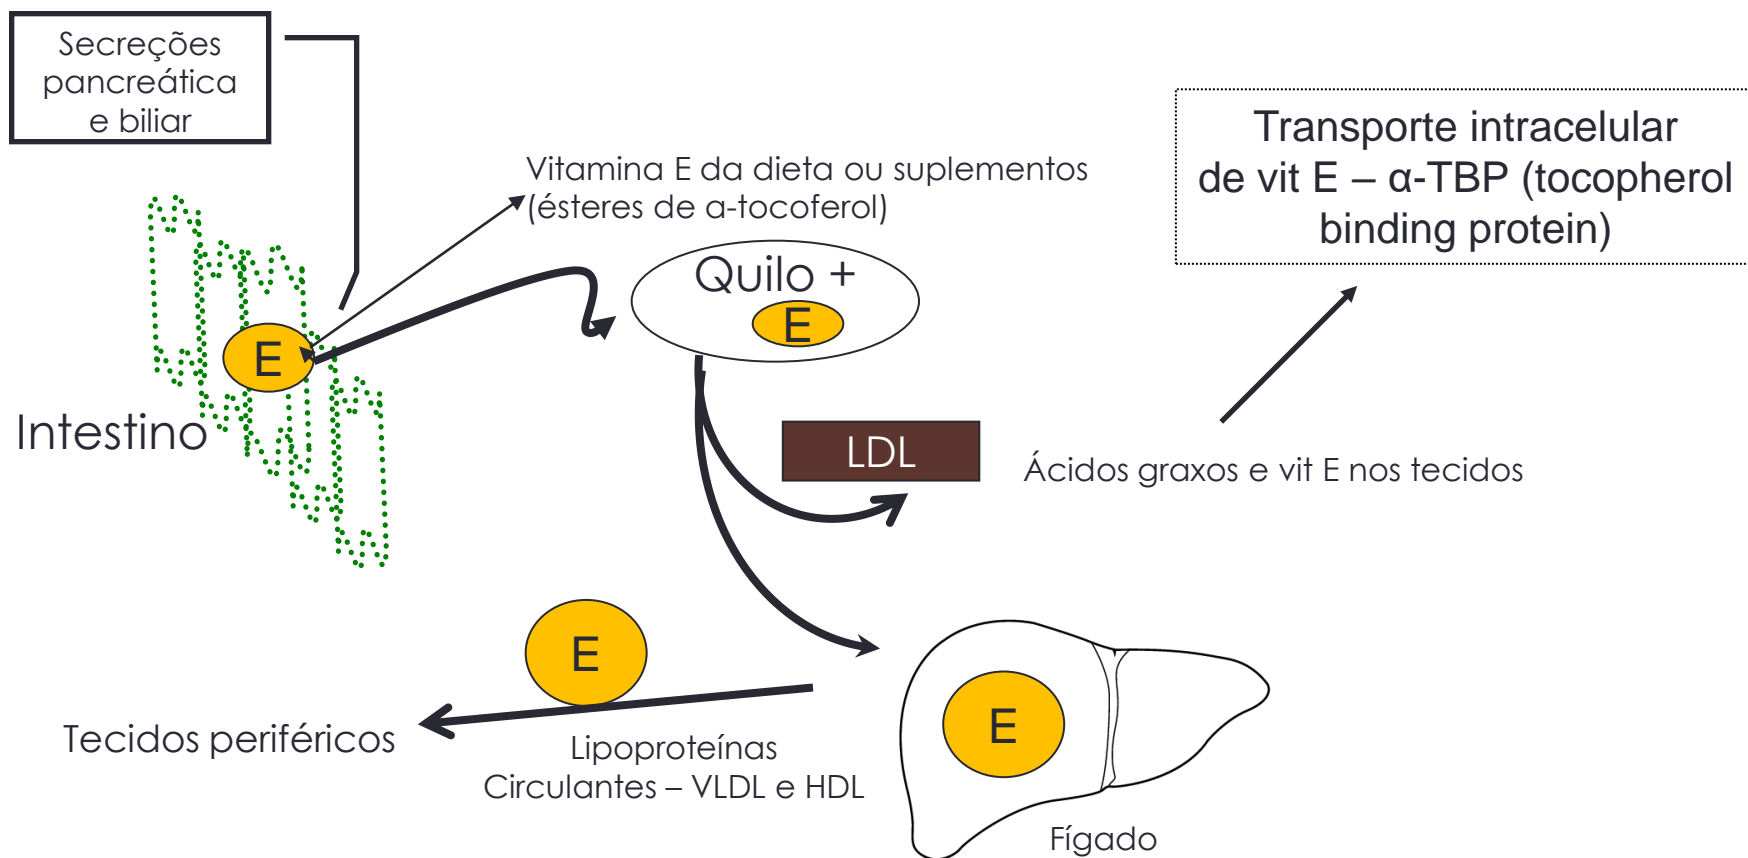 Secreções
pancreática
e biliar
Vitamina E da dieta ou suplementos
(ésteres de α-tocoferol)
Transporte intracelular
de vit E – α-TBP (tocopherol
binding protein)
Quilo +
E
E
Intestino
LDL
Ácidos graxos e vit E nos tecidos
E
E
Tecidos periféricos
Lipoproteínas
Circulantes – VLDL e HDL
Fígado